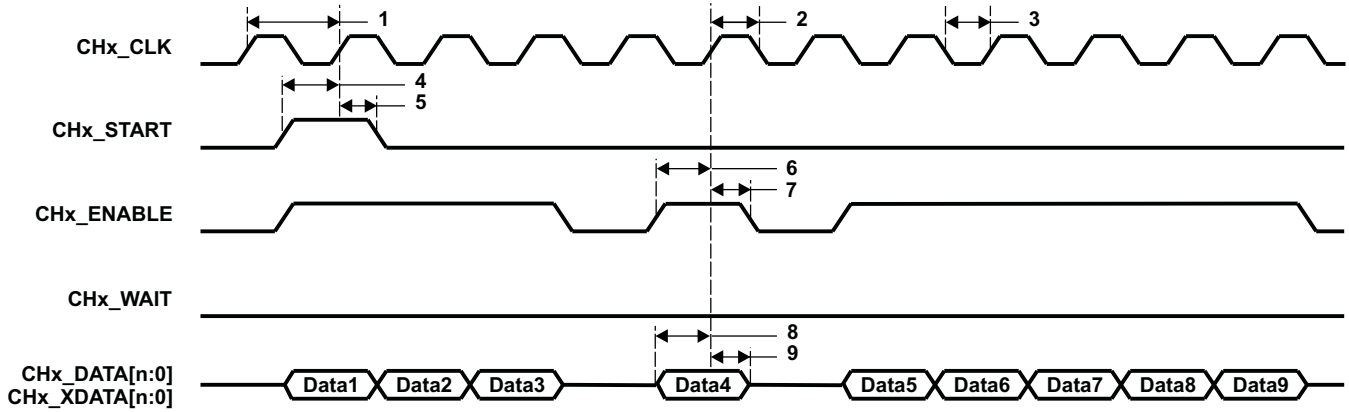 1 2 3
CHx_CLK
4
5
CHx_START
6
7
CHx_ENABLE
CHx_WAIT
8
9
CHx_DATA[n:0]
CHx_XDATA[n:0]
Data1 Data2 Data3 Data4 Data5 Data6 Data7 Data8 Data9